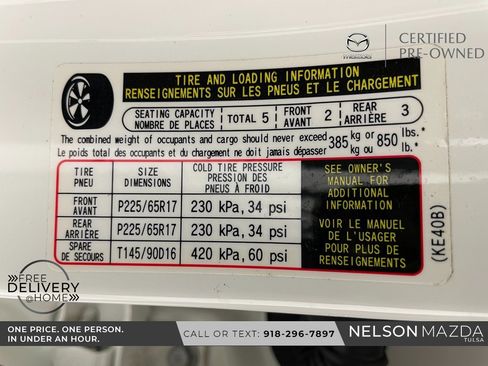 mazda
CERTIFIED
PRE-OWNED
TIRE AND LOADING INFORMATION
RENSEIGNEMENTS SUR LES PNEUS ET LE CHARGEMENT
SEATING CAPACITY
NOMBRE DE PLACES
TOTAL 5
FRONT
AVANT 2
REAR
ARRIÈRE 3
The combined weight of occupants and cargo should never exceed 385 kg or 850 lbs.*
Le poids total des occupants et du chargement ne doit jamais dépasser 385 kg ou 850 lb.*
TIRE
PNEU
SIZE
DIMENSIONS
COLD TIRE PRESSURE
PRESSION DES
PNEUS À FROID
FRONT
AVANT
P225/65R17
230 kPa, 34 psi
REAR
ARRIÈRE
P225/65R17
230 kPa, 34 psi
SPARE
DE SECOURS
T145/90D16
420 kPa, 60 psi
SEE OWNER'S
MANUAL FOR
ADDITIONAL
INFORMATION
VOIR LE MANUEL
DE L'USAGER
POUR PLUS DE
RENSEIGNEMENTS
(KE40B)
FREE
DELIVERY
@HOME
ONE PRICE. ONE PERSON.
IN UNDER AN HOUR.
CALL OR TEXT: 918-296-7897
NELSON MAZDA
TULSA